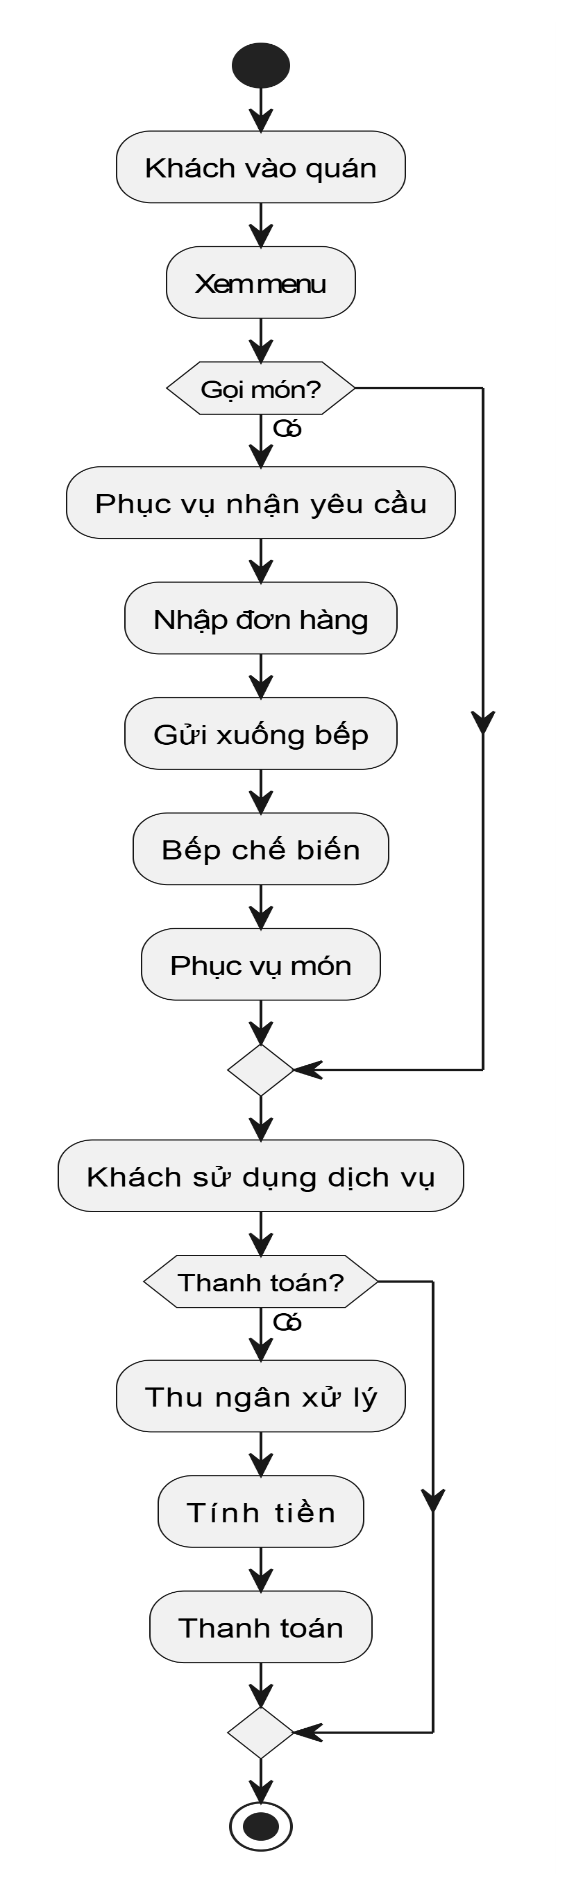 Khách vào quán
Xem menu
Gọi món?
Có
Phục vụ nhận yêu cầu
Nhập đơn hàng
Gửi xuống bếp
Bếp chế biến
Phục vụ món
Khách sử dụng dịch vụ
Thanh toán?
Có
Thu ngân xử lý
Tính tiền
Thanh toán